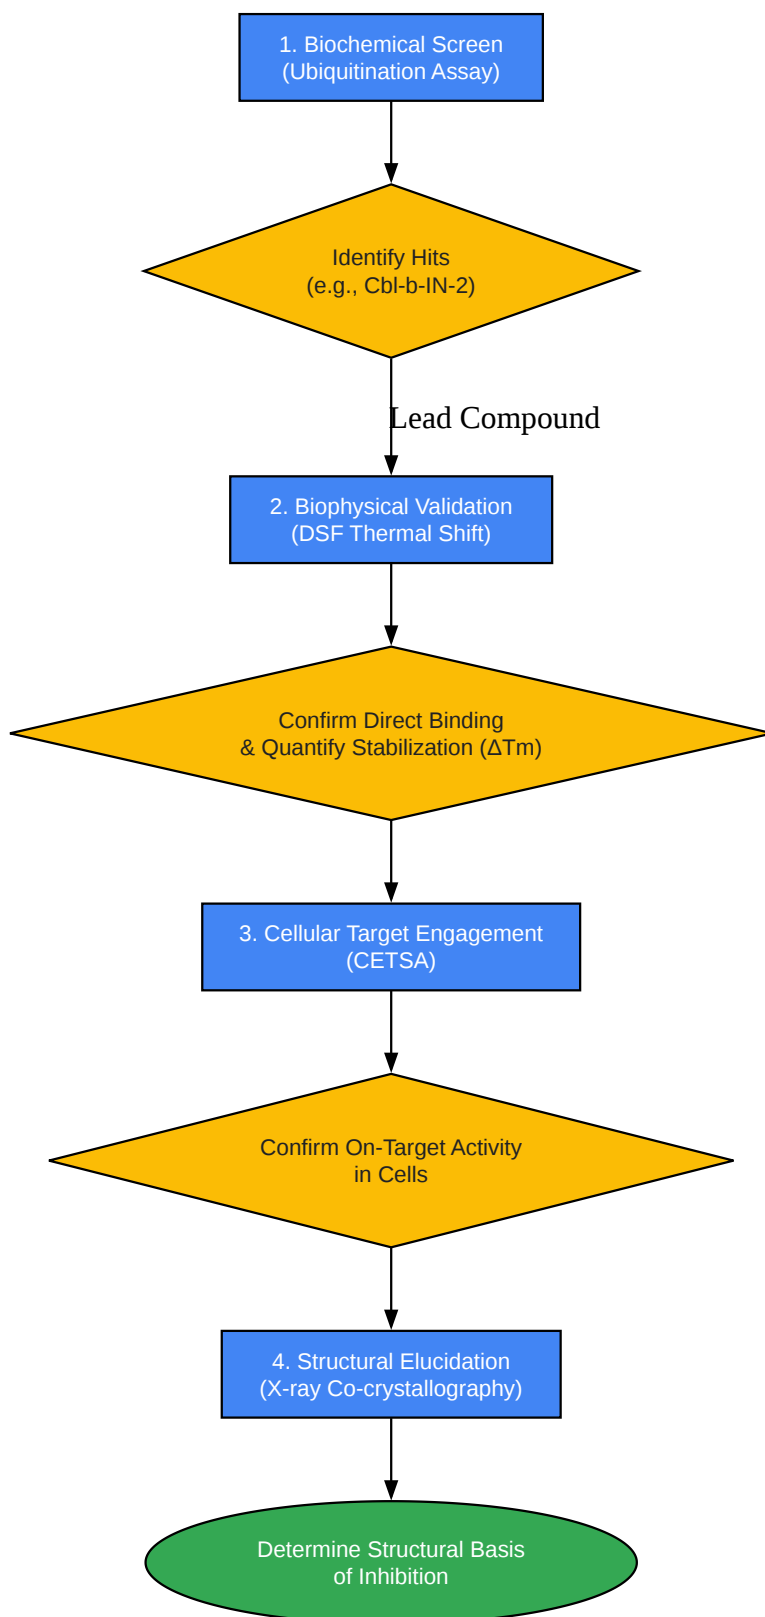 1. Biochemical Screen
(Ubiquitination Assay)
Identify Hits
(e.g., Cbl-b-IN-2)
Lead Compound
2. Biophysical Validation
(DSF Thermal Shift)
Confirm Direct Binding
& Quantify Stabilization (ΔTm)
3. Cellular Target Engagement
(CETSA)
Confirm On-Target Activity
in Cells
4. Structural Elucidation
(X-ray Co-crystallography)
Determine Structural Basis
of Inhibition